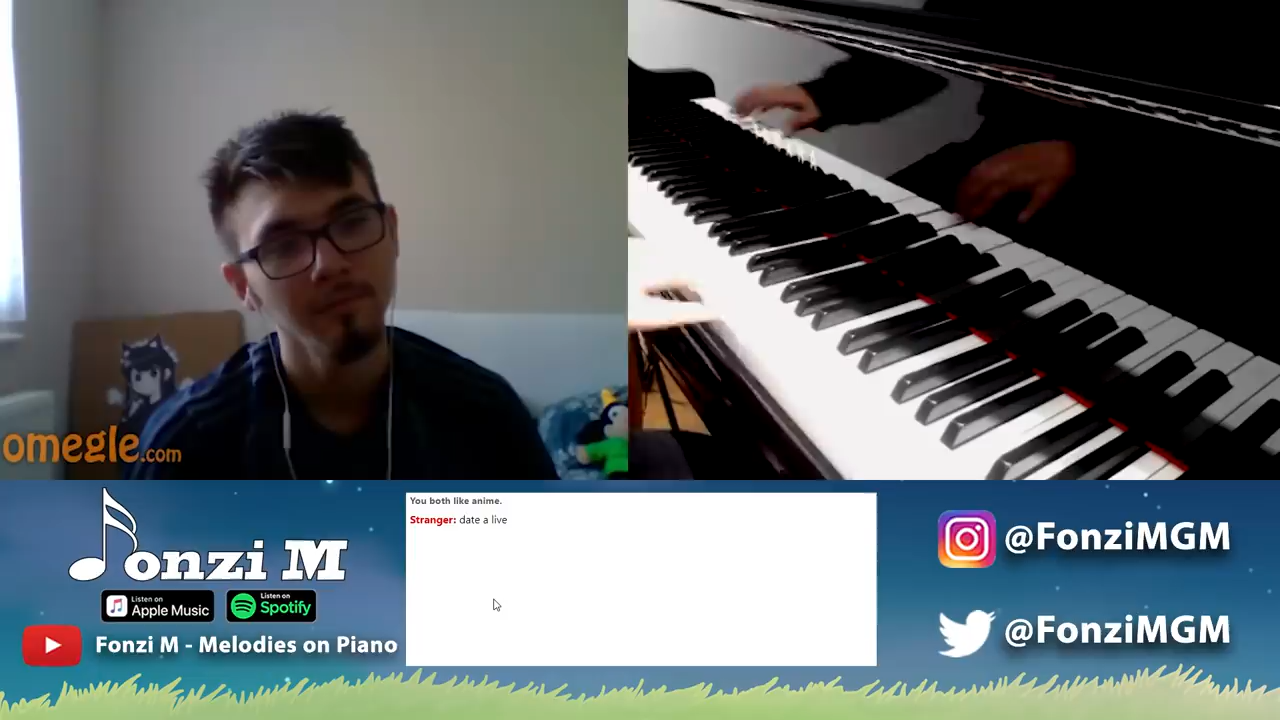 omegle.com
You both like anime.
Stranger: date a live
onzi M
Listen on
Apple Music
Listen on
Spotify
Fonzi M - Melodies on Piano
@FonziMGM
@FonziMGM